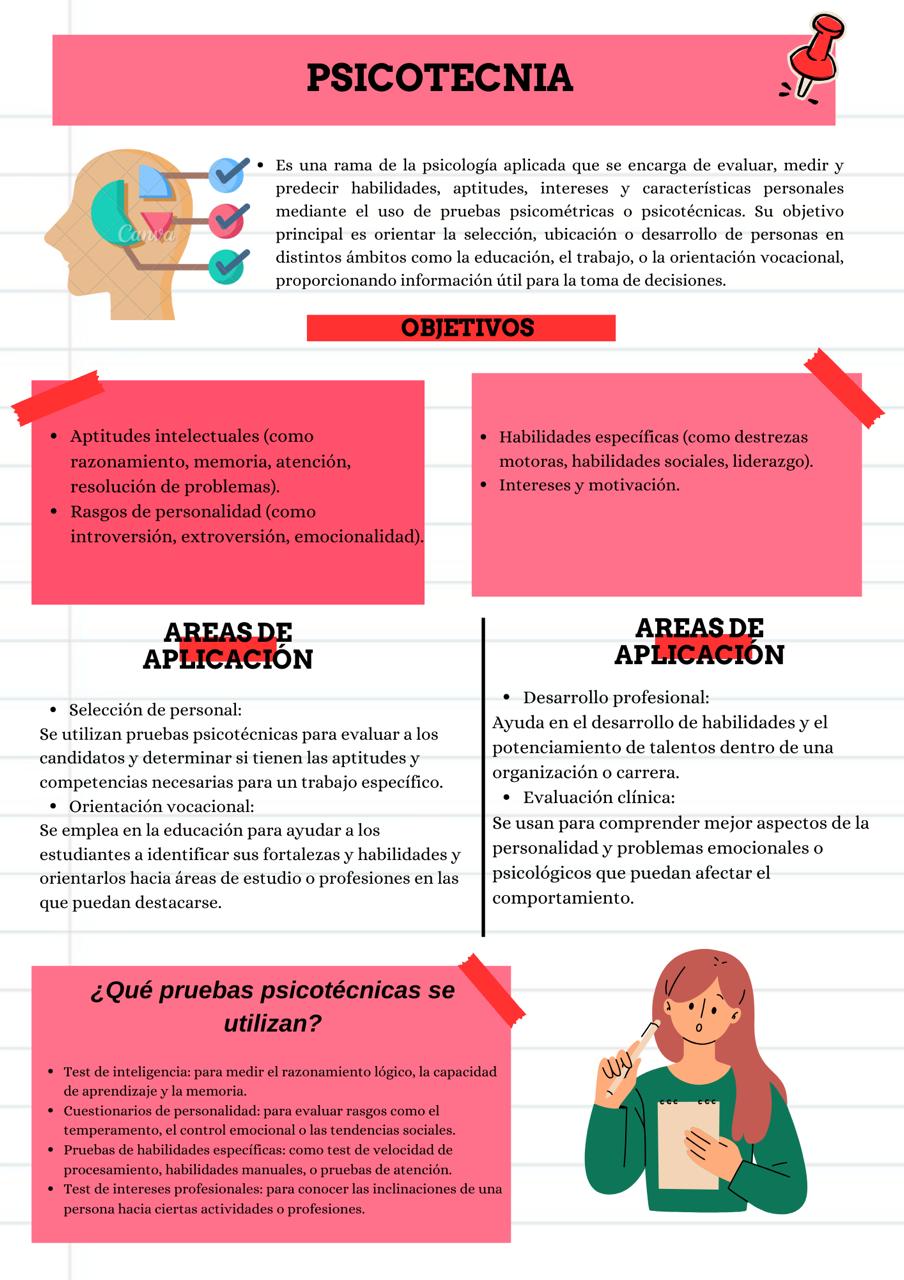 PSICOTECNIA
• Es una rama de la psicología aplicada que se encarga de evaluar, medir y
predecir habilidades, aptitudes, intereses y características personales
mediante el uso de pruebas psicométricas o psicotécnicas. Su objetivo
principal es orientar la selección, ubicación o desarrollo de personas en
distintos ámbitos como la educación, el trabajo, o la orientación vocacional,
proporcionando información útil para la toma de decisiones.
Canva
OBJETIVOS
• Aptitudes intelectuales (como
razonamiento, memoria, atención,
resolución de problemas).
• Rasgos de personalidad (como
introversión, extroversión, emocionalidad).
• Habilidades específicas (como destrezas
motoras, habilidades sociales, liderazgo).
• Intereses y motivación.
AREAS DE
APLICACIÓN
• Selección de personal:
Se utilizan pruebas psicotécnicas para evaluar a los
candidatos y determinar si tienen las aptitudes y
competencias necesarias para un trabajo específico.
• Orientación vocacional:
Se emplea en la educación para ayudar a los
estudiantes a identificar sus fortalezas y habilidades y
orientarlos hacia áreas de estudio o profesiones en las
que puedan destacarse.
AREAS DE
APLICACIÓN
• Desarrollo profesional:
Ayuda en el desarrollo de habilidades y el
potenciamiento de talentos dentro de una
organización o carrera.
• Evaluación clínica:
Se usan para comprender mejor aspectos de la
personalidad y problemas emocionales o
psicológicos que puedan afectar el
comportamiento.
¿Qué pruebas psicotécnicas se
utilizan?
• Test de inteligencia: para medir el razonamiento lógico, la capacidad
de aprendizaje y la memoria.
• Cuestionarios de personalidad: para evaluar rasgos como el
temperamento, el control emocional o las tendencias sociales.
• Pruebas de habilidades específicas: como test de velocidad de
procesamiento, habilidades manuales, o pruebas de atención.
• Test de intereses profesionales: para conocer las inclinaciones de una
persona hacia ciertas actividades o profesiones.